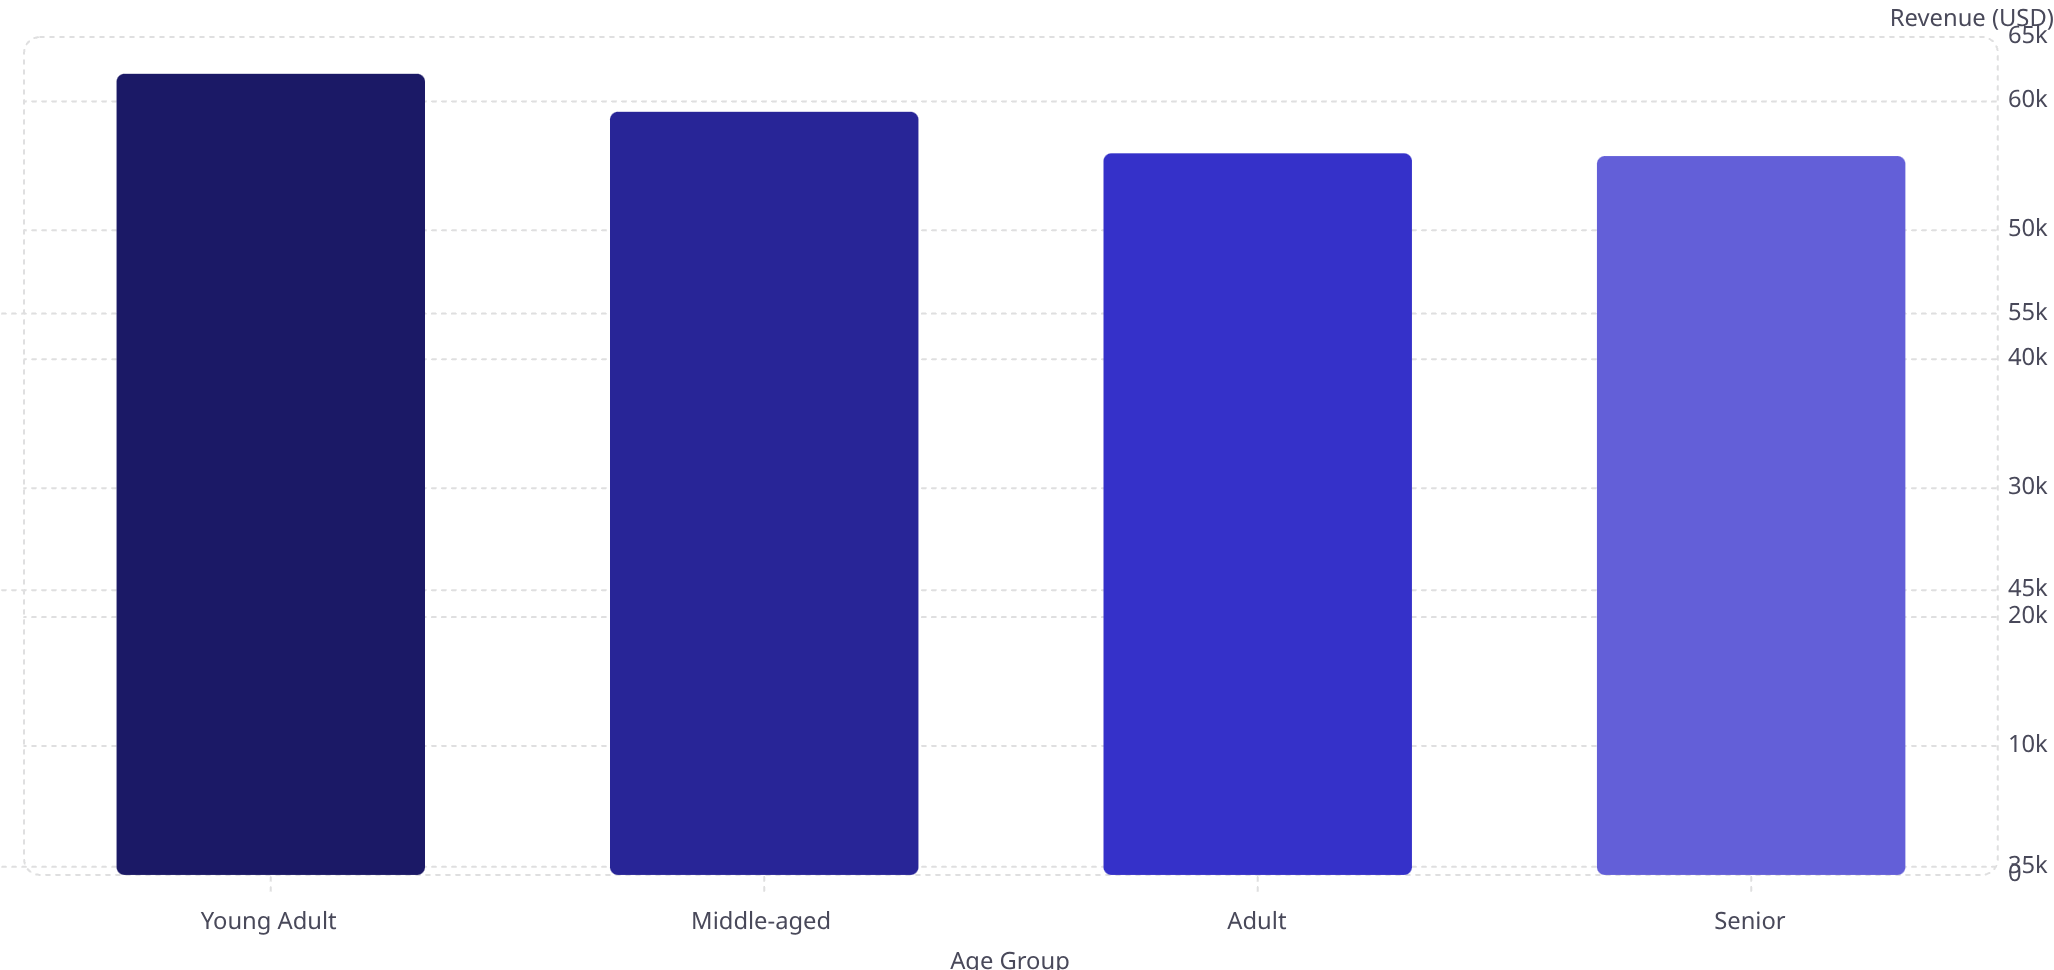 Revenue (USD)
65k
60k
50k
55k
40k
30k
45k
20k
10k
35k
0
Young Adult
Middle-aged
Adult
Senior
Age Group